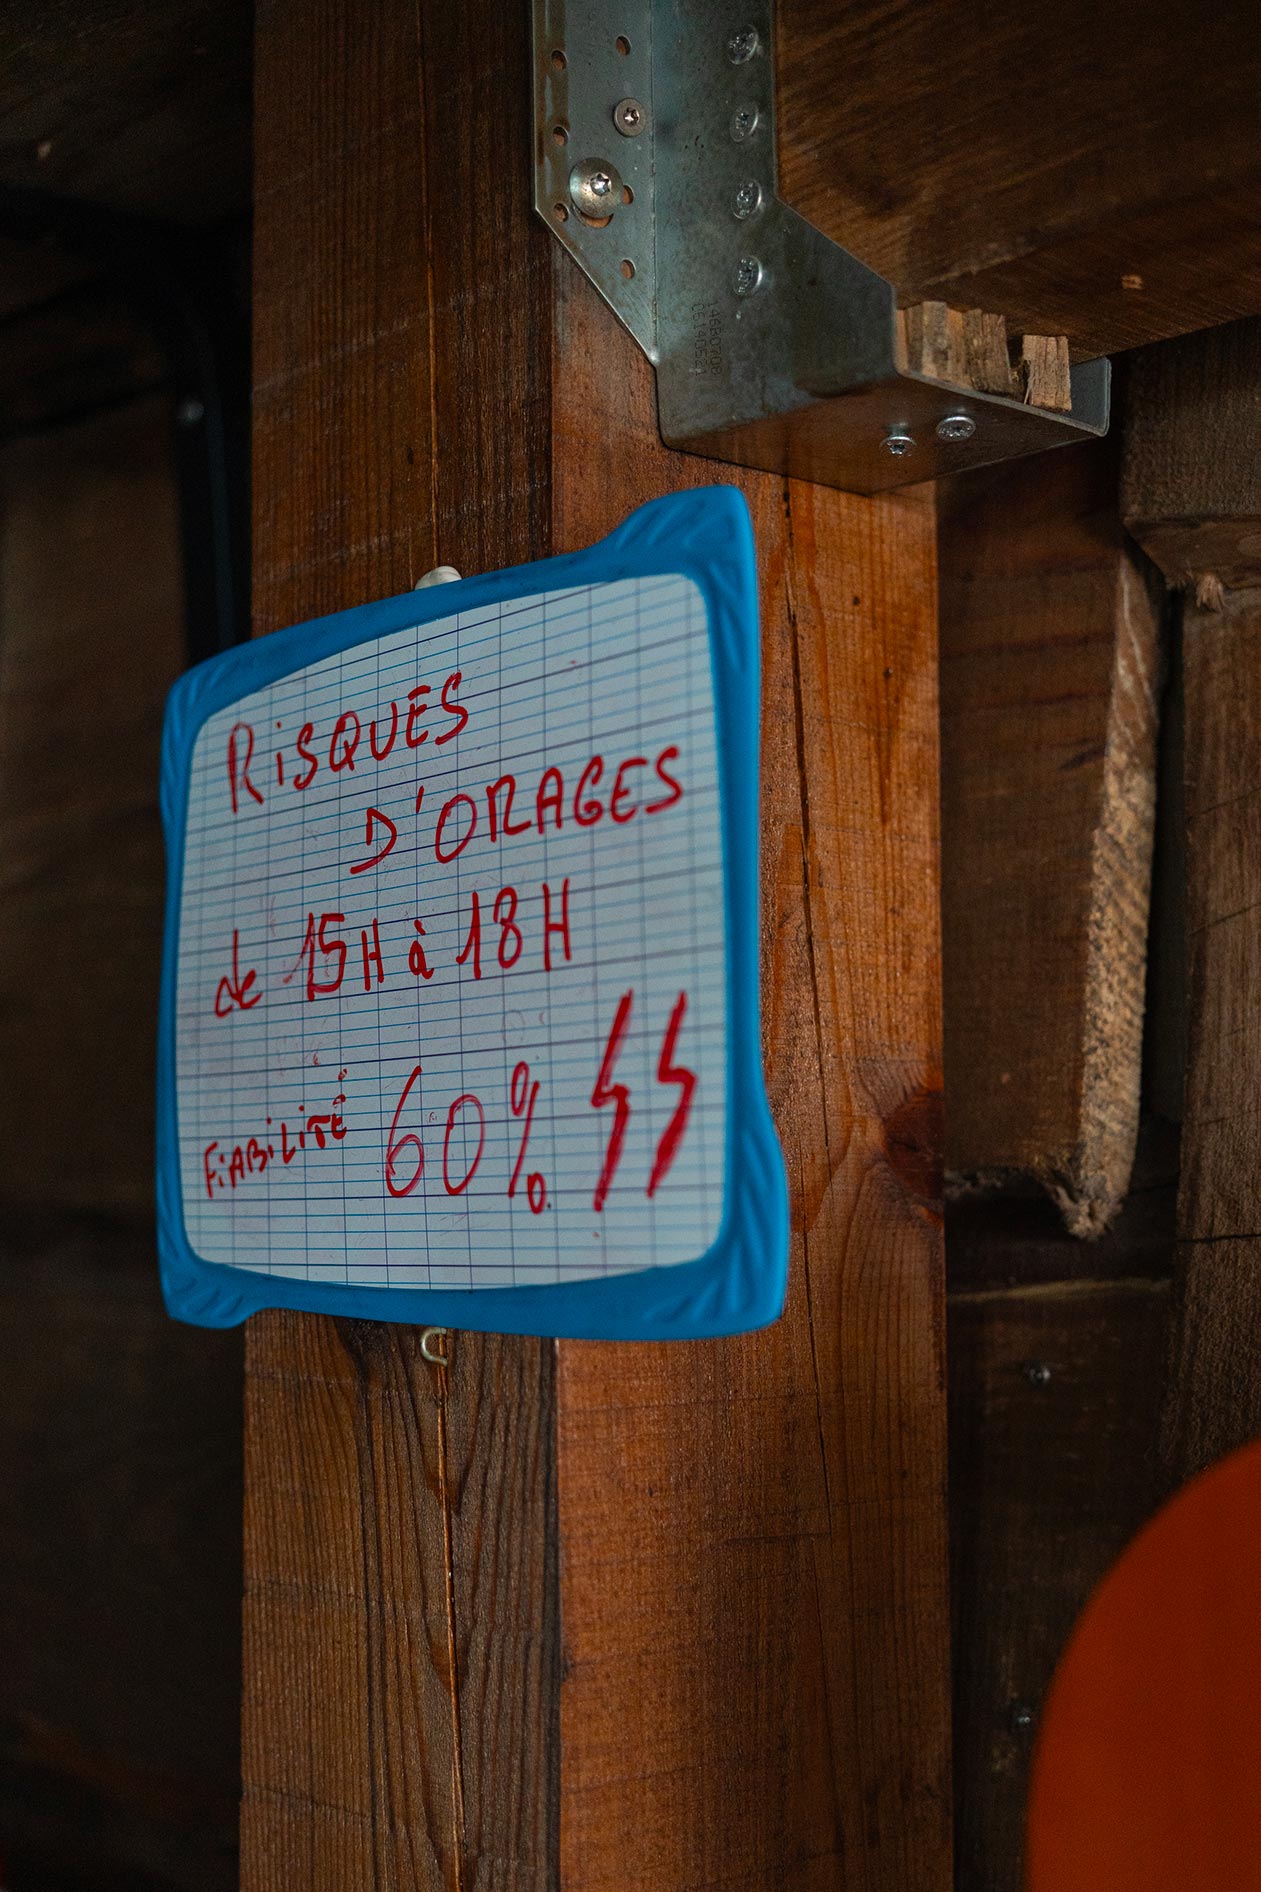 RiSQUES
D'ORAGES
de 15H à 18H
FiABiLiTÉ 60%